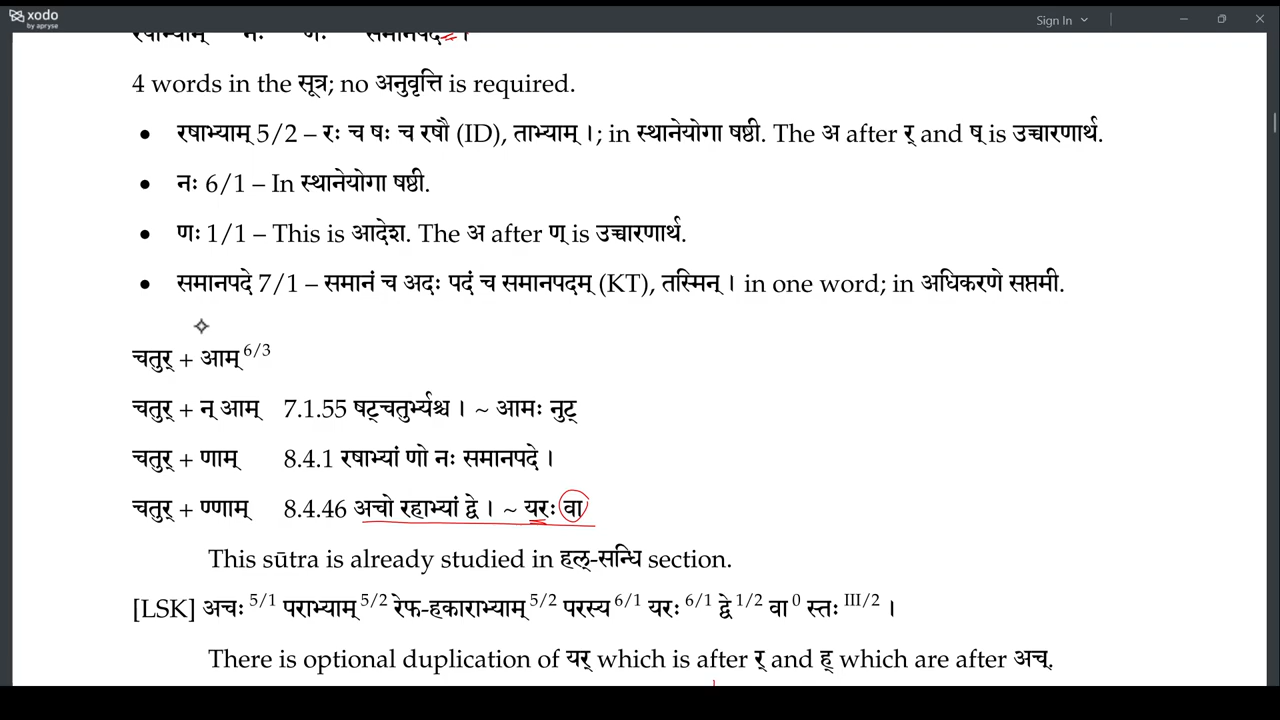 xodo
by apryse
Sign In
रषाभ्याम् नः णः समानपदे ।
4 words in the सूत्र; no अनुवृत्ति is required.
• रषाभ्याम् 5/2 – रः च षः च रषौ (ID), ताभ्याम् ।; in स्थानेयोगा षष्ठी. The अ after र् and ष् is उच्चारणार्थ.
• नः 6/1 – In स्थानेयोगा षष्ठी.
• णः 1/1 – This is आदेश. The अ after ण् is उच्चारणार्थ.
• समानपदे 7/1 – समानं च अदः पदं च समानपदम् (KT), तस्मिन् । in one word; in अधिकरणे सप्तमी.
चतुर् + आम् 6/3
चतुर् + न् आम् 7.1.55 षट्चतुर्भ्यश्च । ~ आमः नुट्
चतुर् + णाम् 8.4.1 रषाभ्यां णो नः समानपदे ।
चतुर् + ण्णाम् 8.4.46 अचो रहाभ्यां द्वे । ~ यरः वा
This sūtra is already studied in हल्-सन्धि section.
[LSK] अचः 5/1 पराभ्याम् 5/2 रेफ-हकाराभ्याम् 5/2 परस्य 6/1 यरः 6/1 द्वे 1/2 वा 0 स्तः III/2 ।
There is optional duplication of यर् which is after र् and ह् which are after अच्.